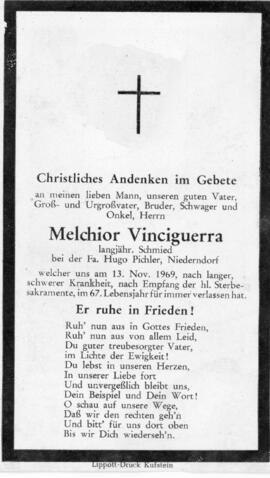 Christliches Andenken im Gebete
an meinen lieben Mann, unseren guten Vater,
Groß- und Urgroßvater, Bruder, Schwager und
Onkel, Herrn
Melchior Vinciguerra
langjähr. Schmied
bei der Fa. Hugo Pichler, Niederndorf
welcher uns am 13. Nov. 1969, nach langer,
schwerer Krankheit, nach Empfang der hl. Sterbe-
sakramente, im 67. Lebensjahr für immer verlassen hat.
Er ruhe in Frieden!
Ruh' nun aus in Gottes Frieden,
Ruh' nun aus von allem Leid,
Du guter treubesorgter Vater,
im Lichte der Ewigkeit!
Du lebst in unseren Herzen,
In unserer Liebe fort
Und unvergeßlich bleibt uns,
Dein Beispiel und Dein Wort!
O schau auf unsere Wege,
Daß wir den rechten geh'n
Und bitt' für uns dort oben
Bis wir Dich wiederseh'n.
Lippott-Druck Kufstein